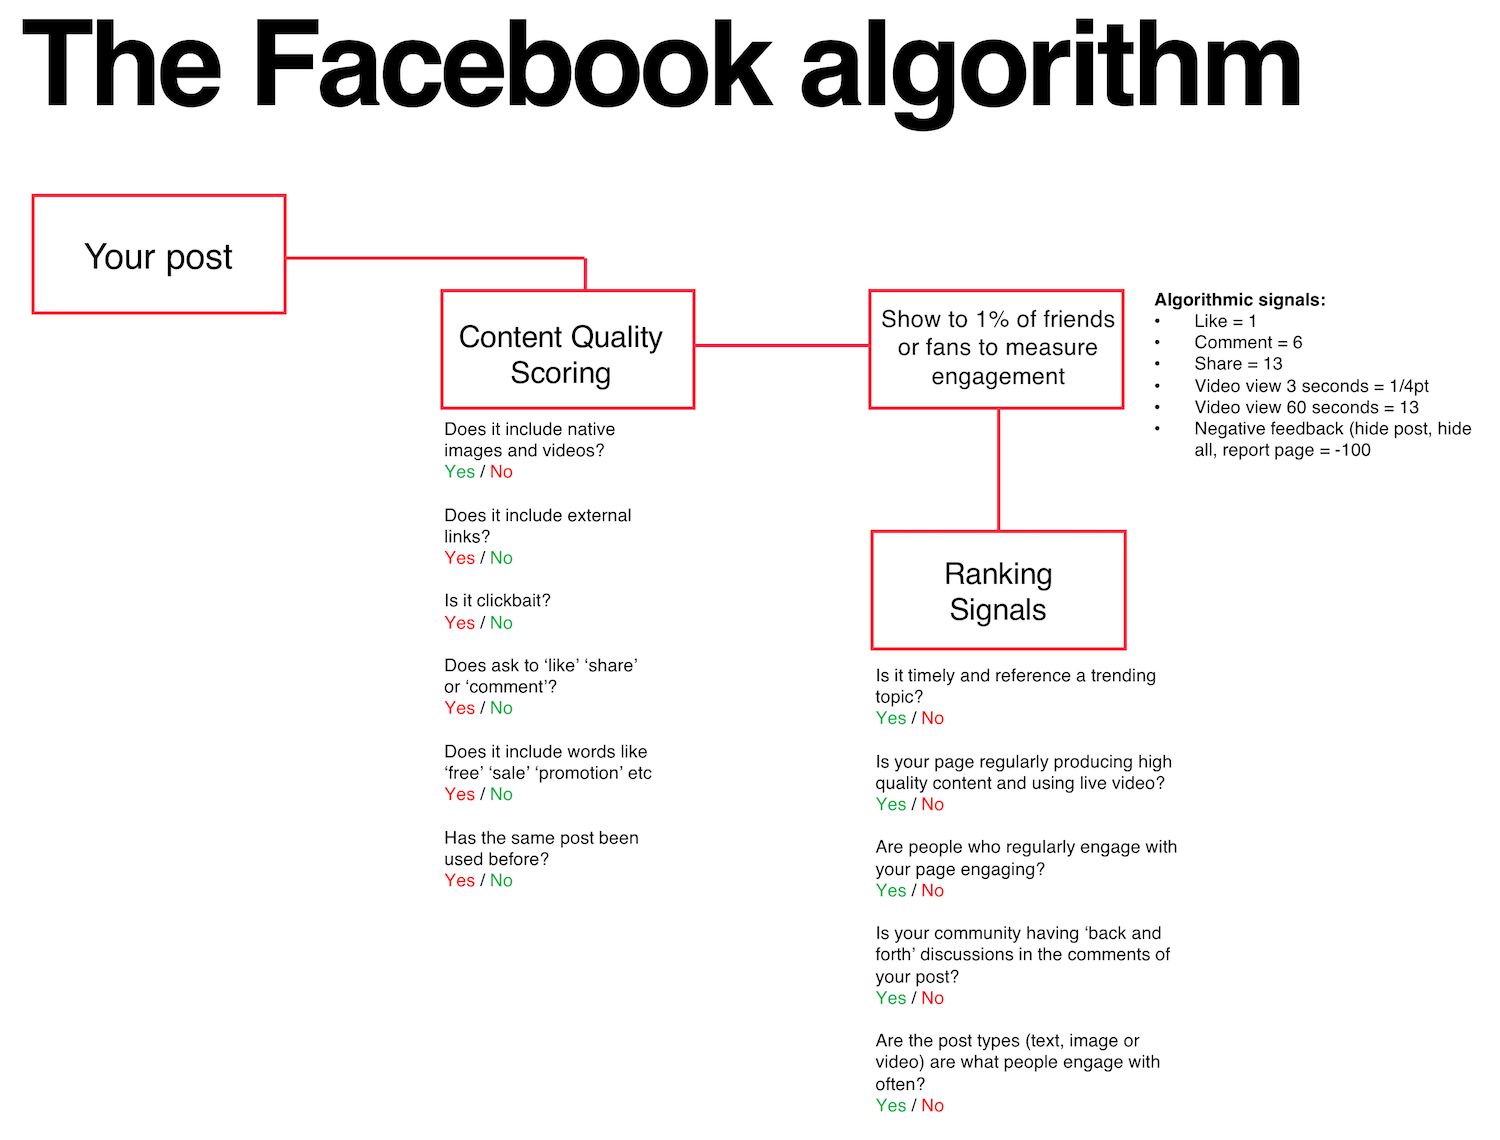 The Facebook algorithm
Your post
Content Quality
Scoring
Does it include native
images and videos?
Yes / No
Does it include external
links?
Yes / No
Is it clickbait?
Yes / No
Does ask to ‘like’ ‘share’
or ‘comment’?
Yes / No
Does it include words like
‘free’ ‘sale’ ‘promotion’ etc
Yes / No
Has the same post been
used before?
Yes / No
Show to 1% of friends
or fans to measure
engagement
Algorithmic signals:
• Like = 1
• Comment = 6
• Share = 13
• Video view 3 seconds = 1/4pt
• Video view 60 seconds = 13
• Negative feedback (hide post, hide
all, report page = -100
Ranking
Signals
Is it timely and reference a trending
topic?
Yes / No
Is your page regularly producing high
quality content and using live video?
Yes / No
Are people who regularly engage with
your page engaging?
Yes / No
Is your community having ‘back and
forth’ discussions in the comments of
your post?
Yes / No
Are the post types (text, image or
video) are what people engage with
often?
Yes / No